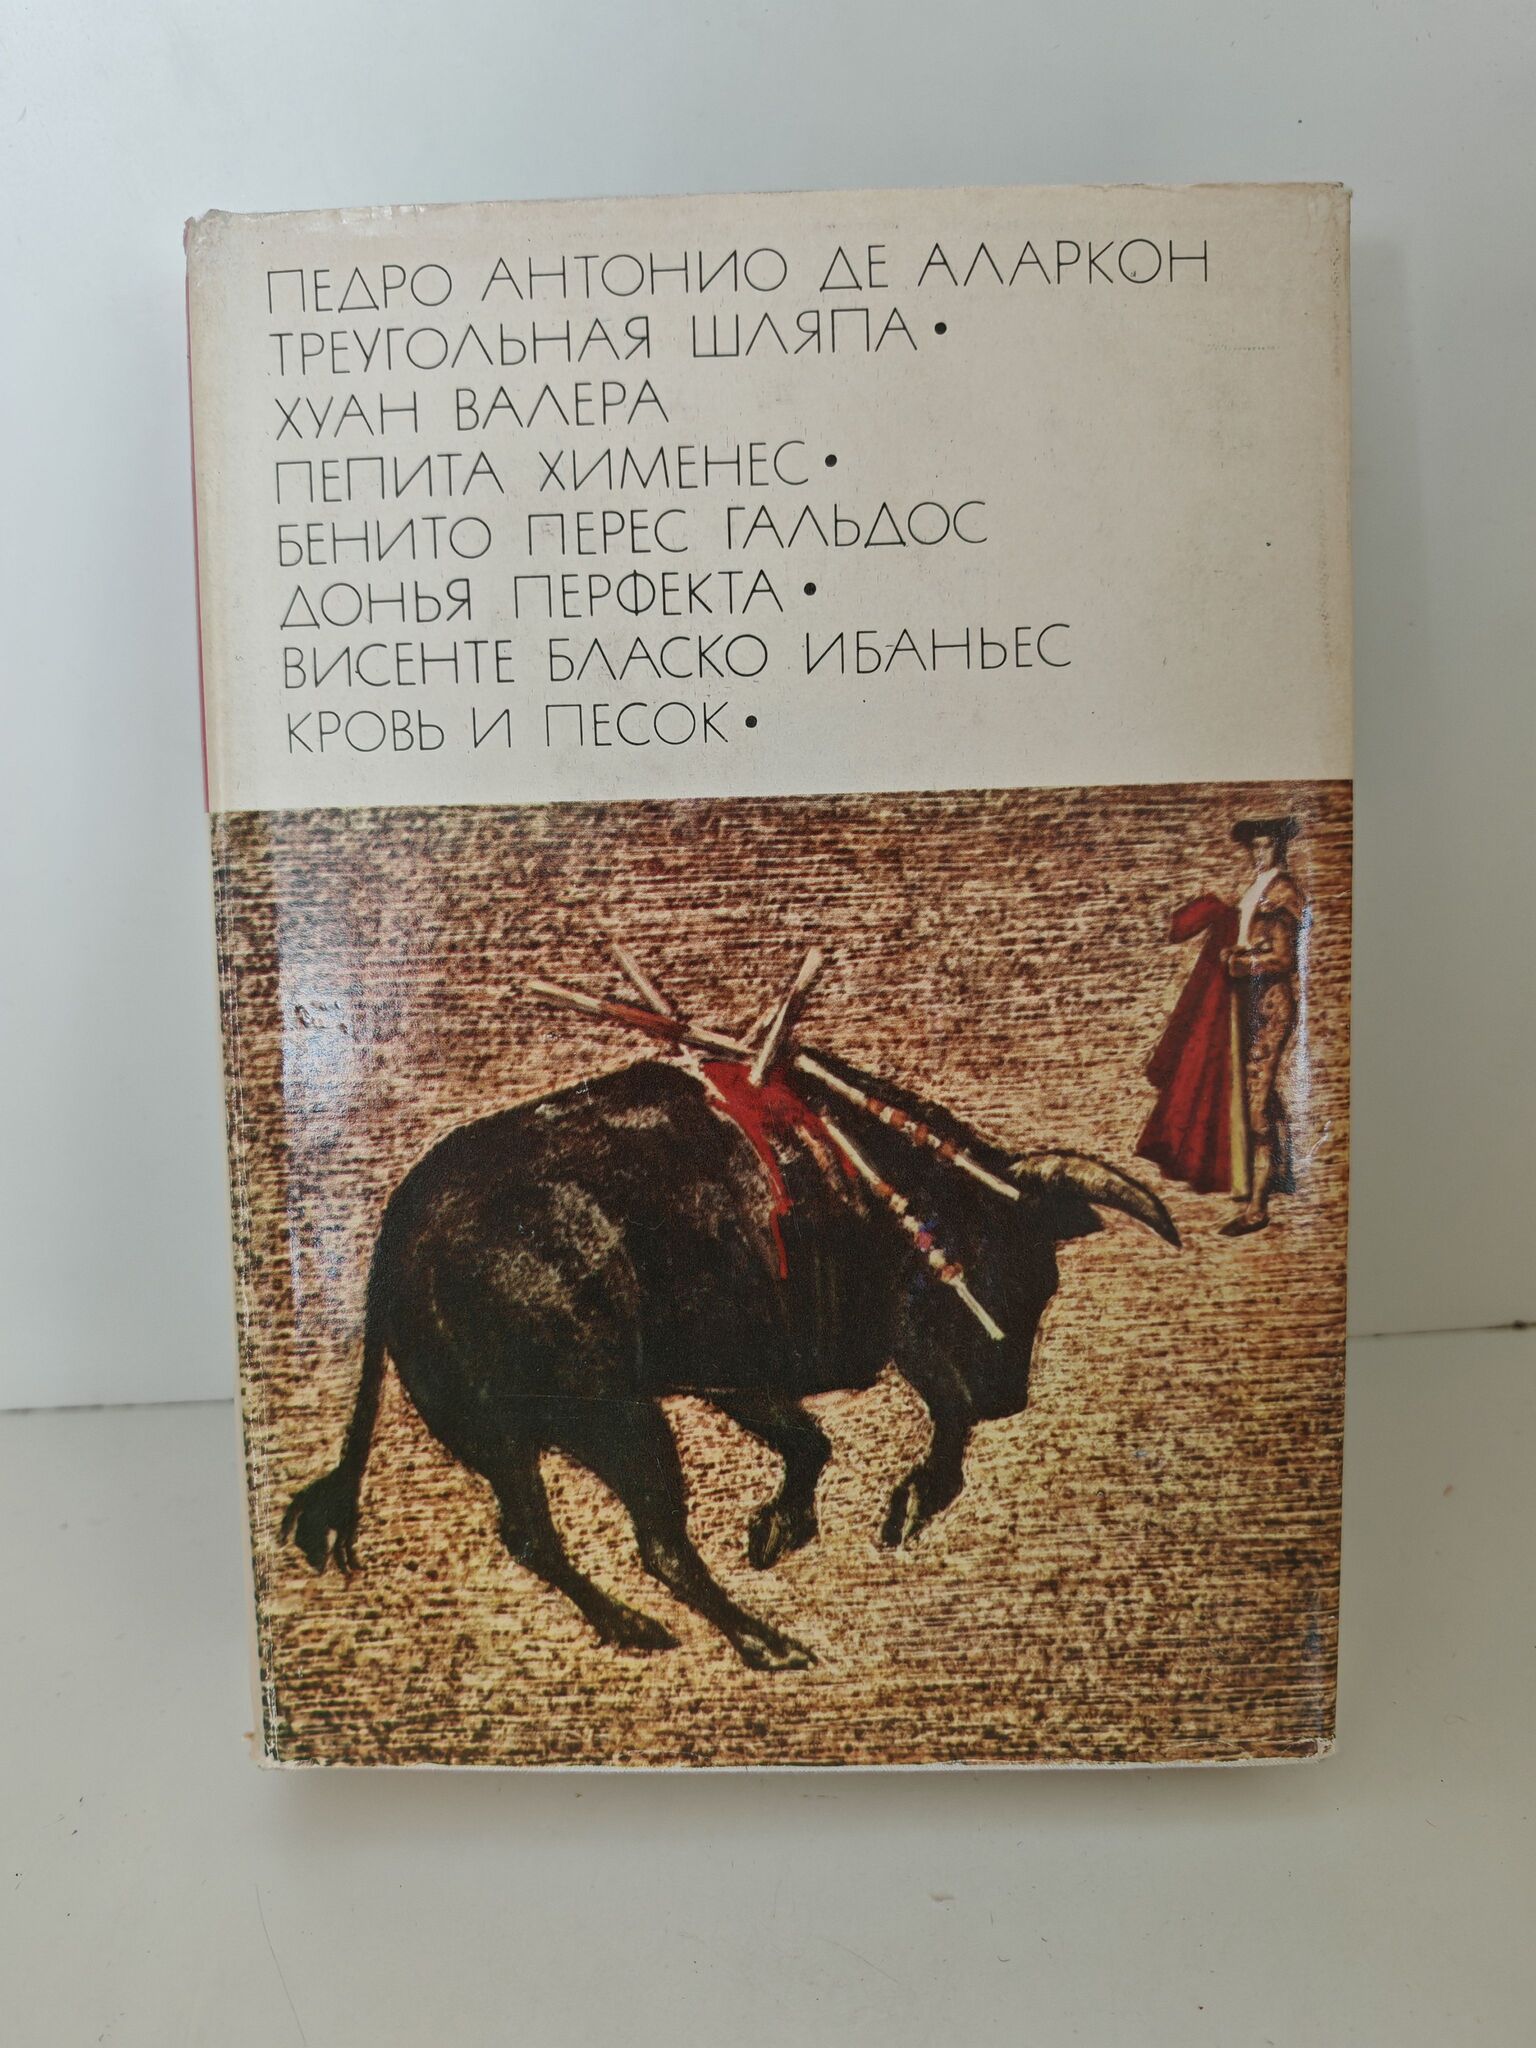 ПЕДРО АНТОНИО ДЕ АЛАРКОН
ТРЕУГОЛЬНАЯ ШЛЯПА •
ХУАН ВАЛЕРА
ПЕПИТА ХИМЕНЕС •
БЕНИТО ПЕРЕС ГАЛЬДОС
ДОНЬЯ ПЕРФЕКТА •
ВИСЕНТЕ БЛАСКО ИБАНЬЕС
КРОВЬ И ПЕСОК •